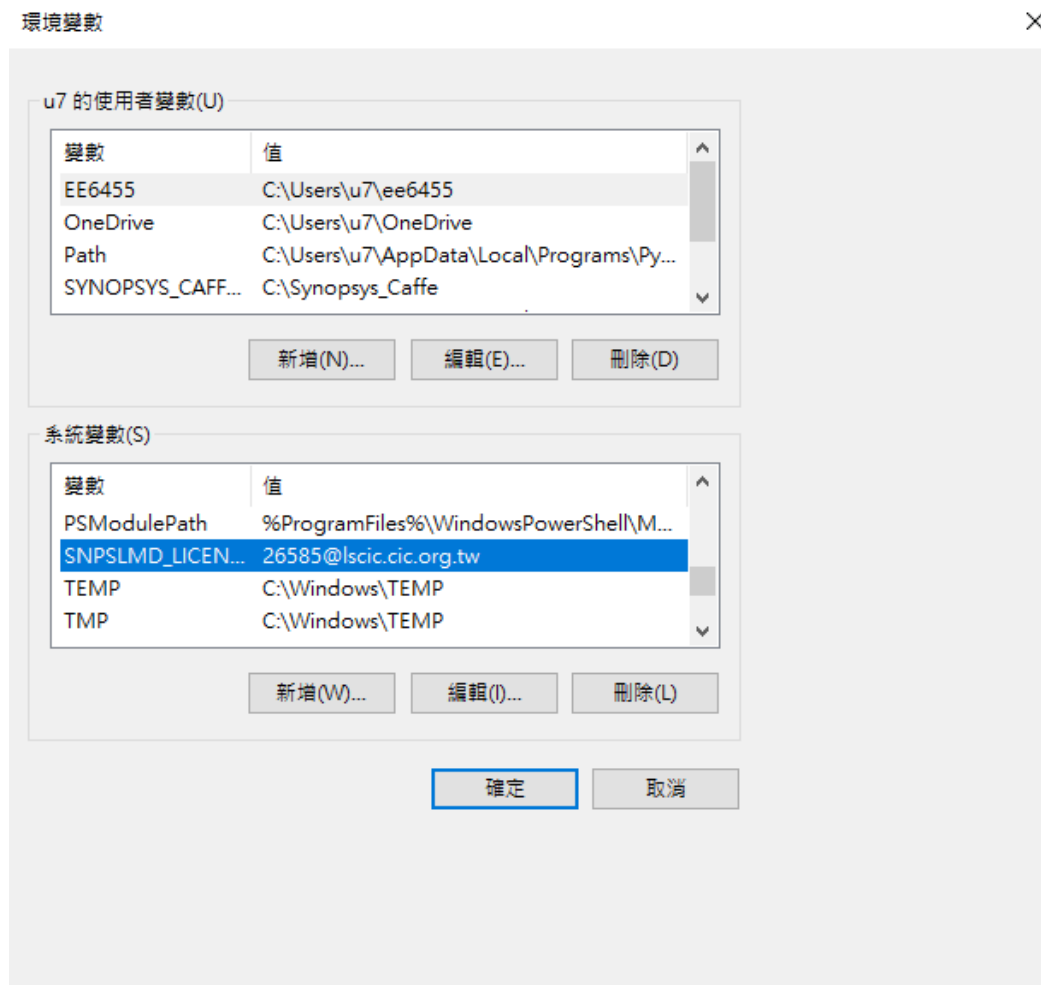 環境變數
u7 的使用者變數(U)
變數 值
EE6455 C:\Users\u7\ee6455
OneDrive C:\Users\u7\OneDrive
Path C:\Users\u7\AppData\Local\Programs\Py...
SYNOPSYS_CAFF... C:\Synopsys_Caffe
新增(N)... 編輯(E)... 刪除(D)
系統變數(S)
變數 值
PSModulePath %ProgramFiles%\WindowsPowerShell\M...
SNPSLMD_LICEN... 26585@lscic.cic.org.tw
TEMP C:\Windows\TEMP
TMP C:\Windows\TEMP
新增(W)... 編輯(I)... 刪除(L)
確定 取消